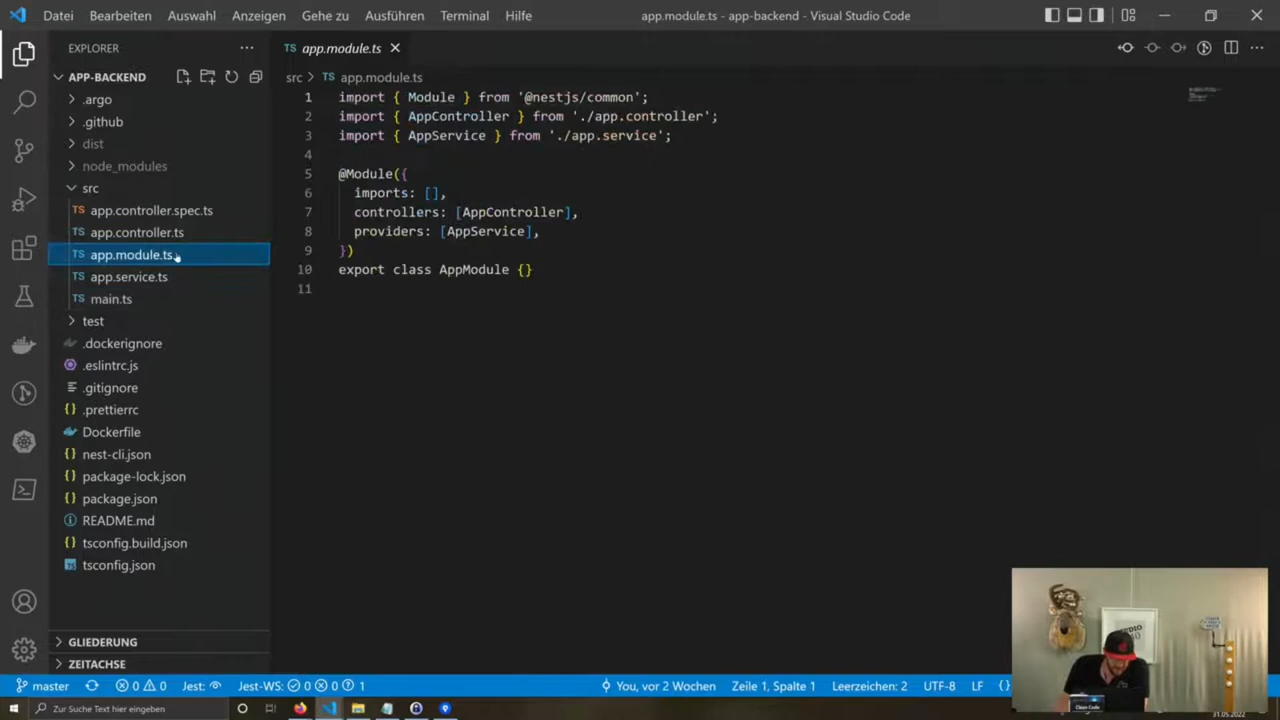 Datei Bearbeiten Auswahl Anzeigen Gehe zu Ausführen Terminal Hilfe app.module.ts - app-backend - Visual Studio Code
EXPLORER
APP-BACKEND
.argo
.github
dist
node_modules
src
TS app.controller.spec.ts
TS app.controller.ts
TS app.module.ts
TS app.service.ts
TS main.ts
test
.dockerignore
.eslintrc.js
.gitignore
{} .prettierrc
Dockerfile
{} nest-cli.json
{} package-lock.json
{} package.json
README.md
{} tsconfig.build.json
TS tsconfig.json
GLIEDERUNG
ZEITACHSE
TS app.module.ts
src > TS app.module.ts
1 import { Module } from '@nestjs/common';
2 import { AppController } from './app.controller';
3 import { AppService } from './app.service';
4
5 @Module({
6 imports: [],
7 controllers: [AppController],
8 providers: [AppService],
9 })
10 export class AppModule {}
11
Clean Code
master 0 0 Jest: Jest-WS: 0 0 1 You, vor 2 Wochen Zeile 1, Spalte 1 Leerzeichen: 2 UTF-8 LF {}
Zur Suche Text hier eingeben
31.05.2022